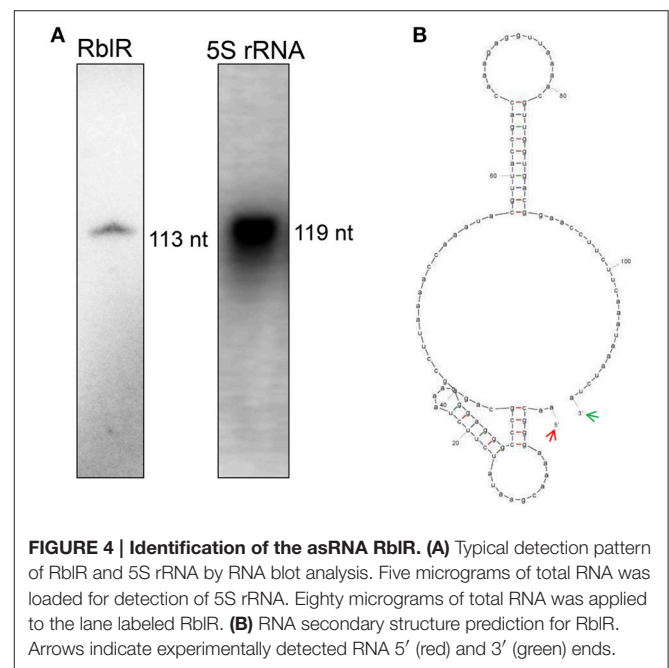 A
B
RblR
5S rRNA
113 nt
119 nt
80
60
100
40
20
5'
3'
FIGURE 4 | Identification of the asRNA RblR. (A) Typical detection pattern
of RblR and 5S rRNA by RNA blot analysis. Five micrograms of total RNA was
loaded for detection of 5S rRNA. Eighty micrograms of total RNA was applied
to the lane labeled RblR. (B) RNA secondary structure prediction for RblR.
Arrows indicate experimentally detected RNA 5′ (red) and 3′ (green) ends.